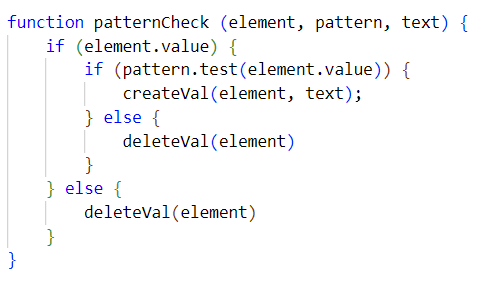 function patternCheck (element, pattern, text) {
    if (element.value) {
        if (pattern.test(element.value)) {
            createVal(element, text);
        } else {
            deleteVal(element)
        }
    } else {
        deleteVal(element)
    }
}